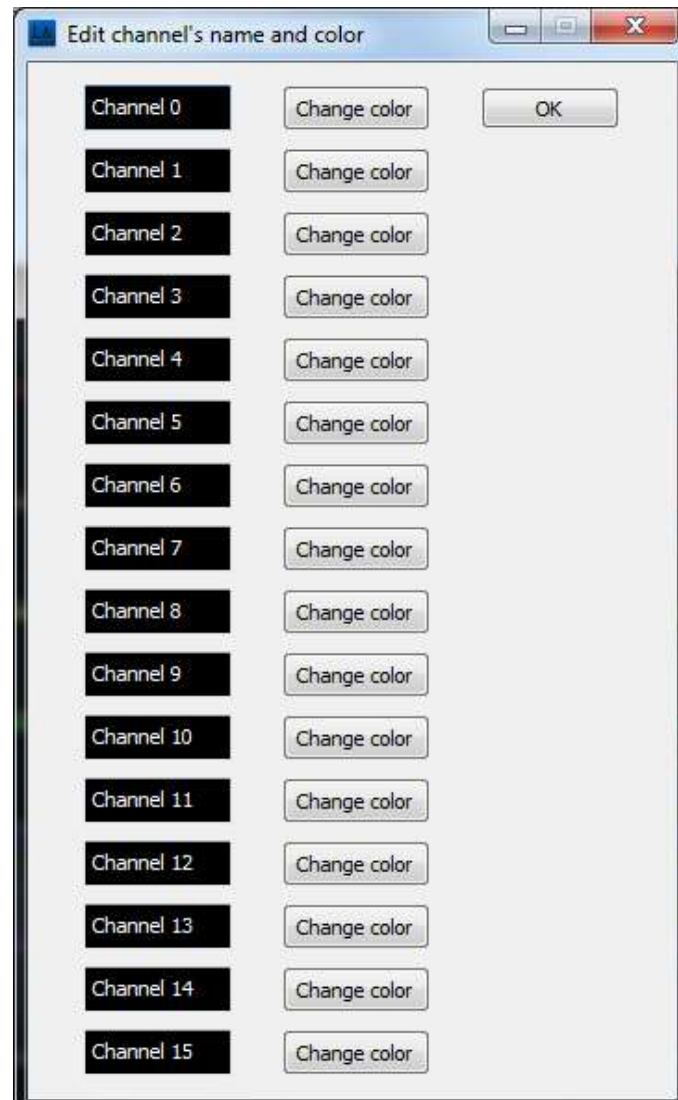 LA Edit channel's name and color
Channel 0 Change color OK
Channel 1 Change color
Channel 2 Change color
Channel 3 Change color
Channel 4 Change color
Channel 5 Change color
Channel 6 Change color
Channel 7 Change color
Channel 8 Change color
Channel 9 Change color
Channel 10 Change color
Channel 11 Change color
Channel 12 Change color
Channel 13 Change color
Channel 14 Change color
Channel 15 Change color